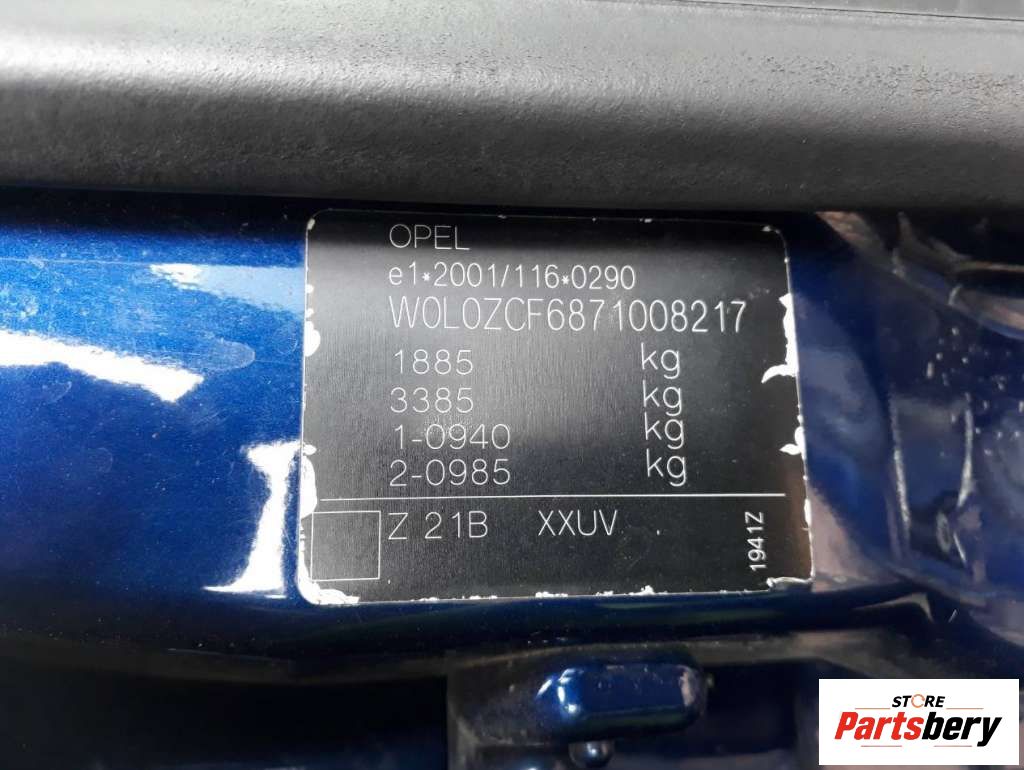 OPEL
e1*2001/116*0290
W0L0ZCF6871008217
1885 kg
3385 kg
1-0940 kg
2-0985 kg
Z 21B XXUV
1941Z
STORE
Partsbery